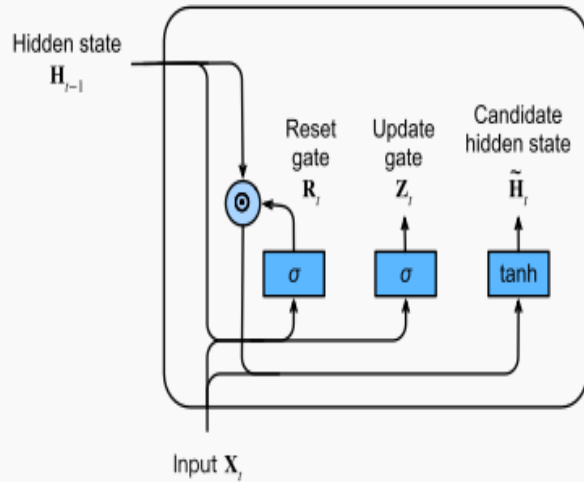 Hidden state
H_{t−1}
Reset
gate
R_t
Update
gate
Z_t
Candidate
hidden state
H̃_t
⊙
σ
σ
tanh
Input X_t